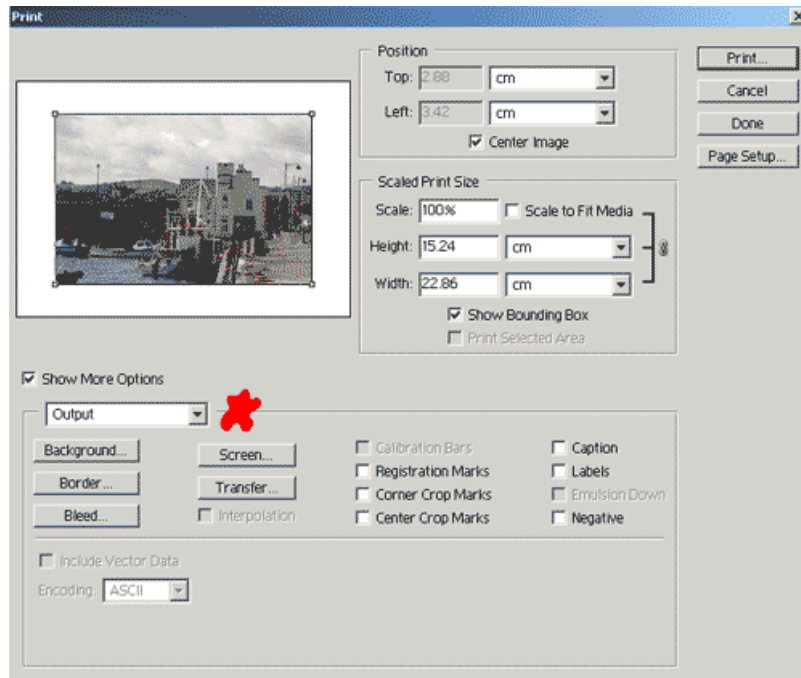 Print
Position
Top: 2.88 cm
Left: 3.42 cm
Center Image
Print...
Cancel
Done
Page Setup...
Scaled Print Size
Scale: 100% Scale to Fit Media
Height: 15.24 cm
Width: 22.86 cm
Show Bounding Box
Print Selected Area
Show More Options
Output
Background...
Border...
Bleed...
Screen...
Transfer...
Interpolation
Calibration Bars
Registration Marks
Corner Crop Marks
Center Crop Marks
Caption
Labels
Emulsion Down
Negative
Include Vector Data
Encoding: ASCII